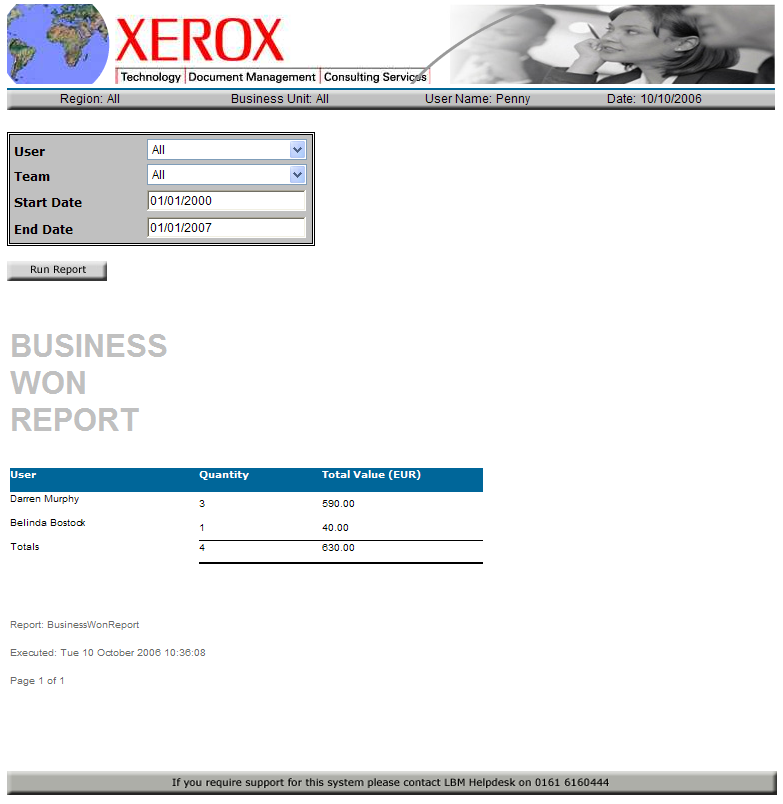 XEROX
Technology Document Management Consulting Services
Region: All Business Unit: All User Name: Penny Date: 10/10/2006
User All
Team All
Start Date 01/01/2000
End Date 01/01/2007
Run Report
BUSINESS
WON
REPORT
User Quantity Total Value (EUR)
Darren Murphy 3 590.00
Belinda Bostock 1 40.00
Totals 4 630.00
Report: BusinessWonReport
Executed: Tue 10 October 2006 10:36:08
Page 1 of 1
If you require support for this system please contact LBM Helpdesk on 0161 6160444